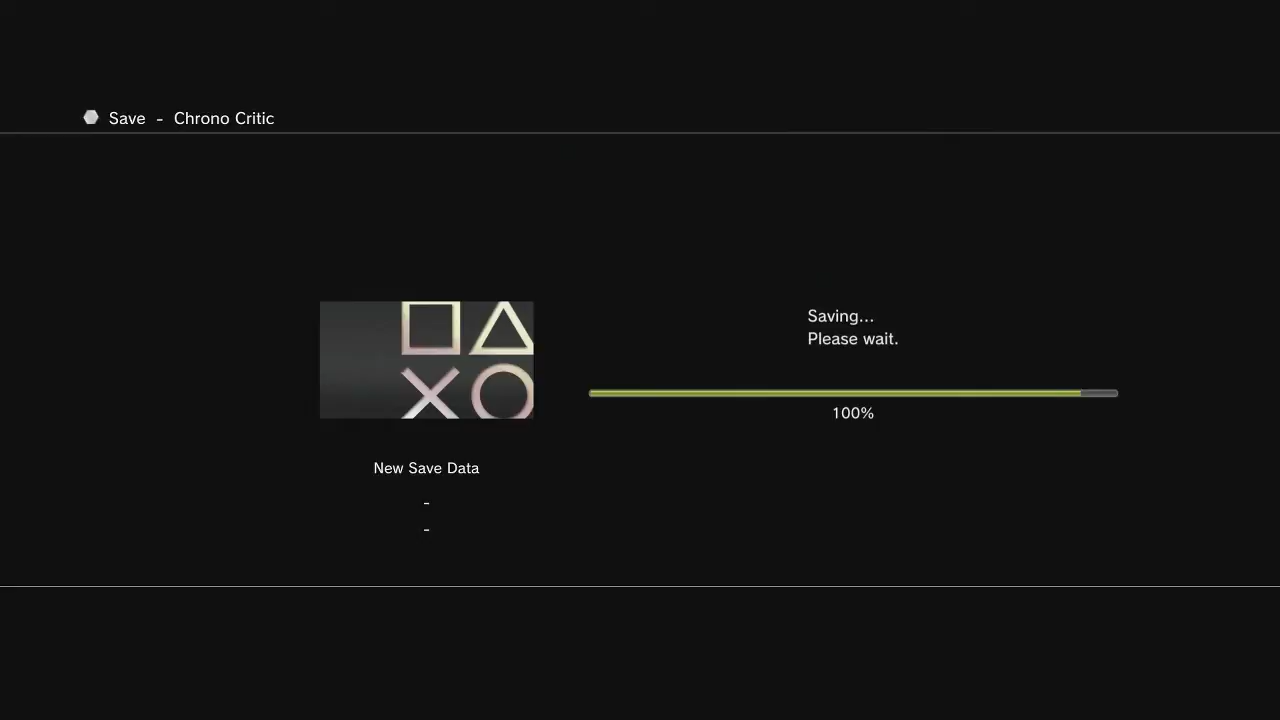 Save - Chrono Critic
Saving...
Please wait.
100%
New Save Data
-
-